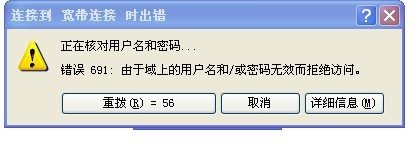 连接到 宽带连接 时出错
正在核对用户名和密码...
错误 691: 由于域上的用户名和/或密码无效而拒绝访问。
重拨(R) = 56 取消 详细信息(M)